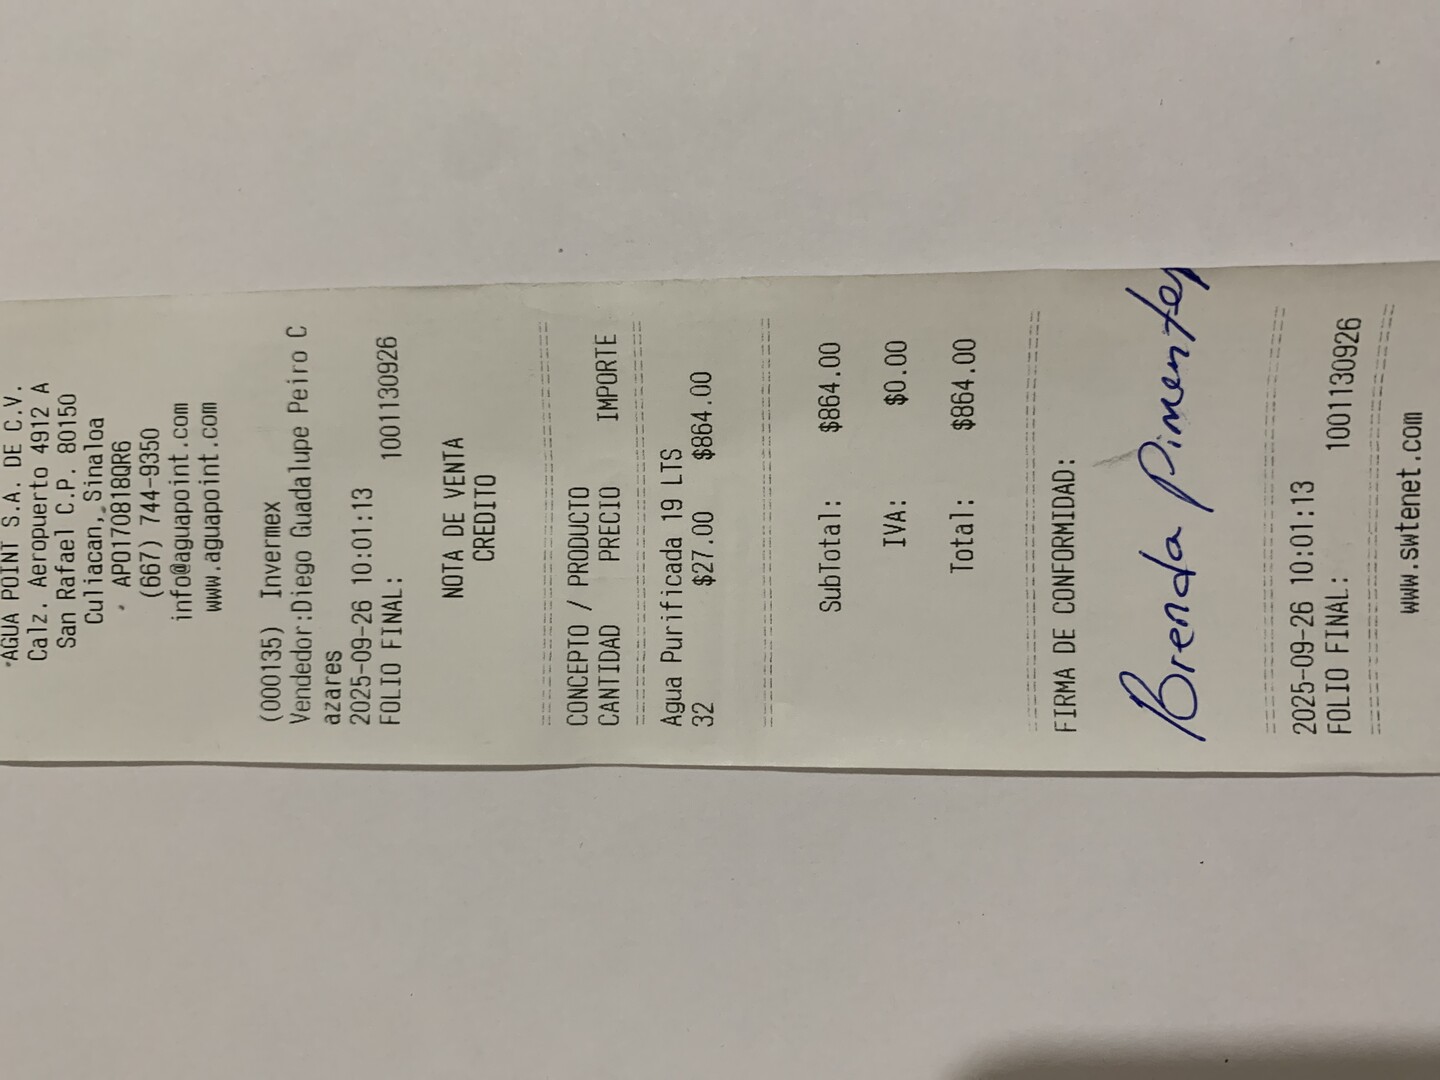 AGUA POINT S.A. DE C.V.
Calz. Aeropuerto 4912 A
San Rafael C.P. 80150
Culiacan, Sinaloa
APO170818QR6
(667) 744-9350
info@aguapoint.com
www.aguapoint.com
(000135) Invermex
Vendedor:Diego Guadalupe Peiro C
azares
2025-09-26 10:01:13
FOLIO FINAL: 1001130926
NOTA DE VENTA
CREDITO
CONCEPTO / PRODUCTO
CANTIDAD PRECIO IMPORTE
Agua Purificada 19 LTS
32 $27.00 $864.00
SubTotal: $864.00
IVA: $0.00
Total: $864.00
FIRMA DE CONFORMIDAD:
Brenda Pimentel
2025-09-26 10:01:13
FOLIO FINAL: 1001130926
www.swtenet.com